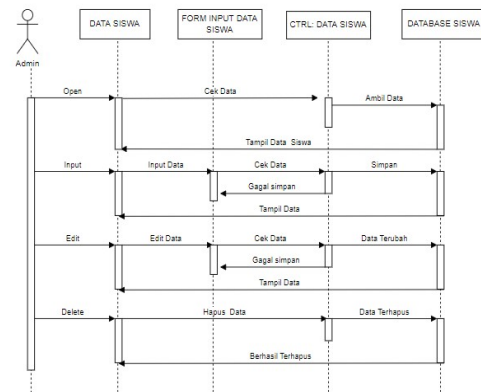 DATA SISWA
FORM INPUT DATA
SISWA
CTRL: DATA SISWA
DATABASE SISWA
Admin
Open
Cek Data
Ambil Data
Tampil Data Siswa
Input
Input Data
Cek Data
Simpan
Gagal simpan
Tampil Data
Edit
Edit Data
Cek Data
Data Terubah
Gagal simpan
Tampil Data
Delete
Hapus Data
Data Terhapus
Berhasil Terhapus